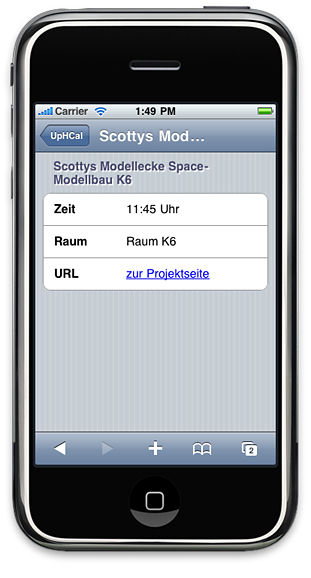 Carrier 1:49 PM
UpHCal Scottys Mod...
Scottys Modellecke Space-
Modellbau K6
Zeit 11:45 Uhr
Raum Raum K6
URL zur Projektseite
2